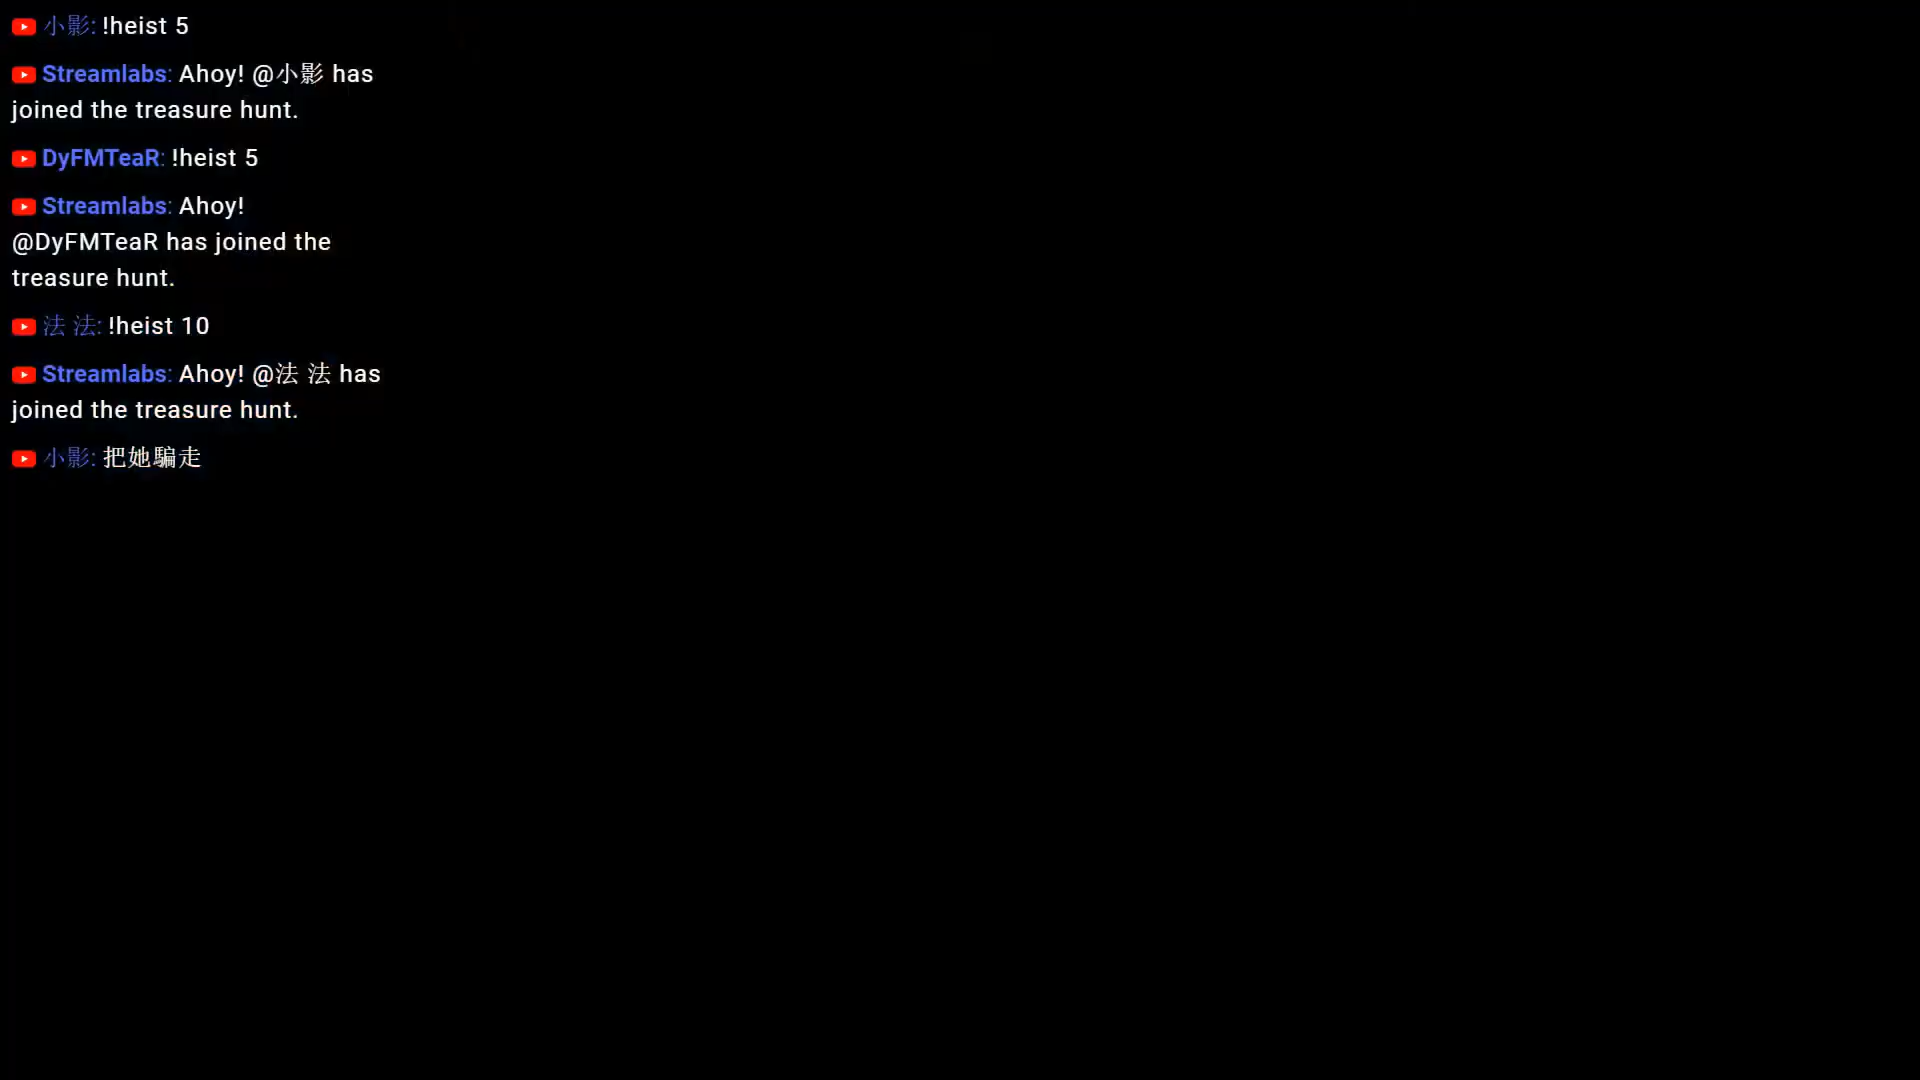 小影: !heist 5
Streamlabs: Ahoy! @小影 has
joined the treasure hunt.
DyFMTeaR: !heist 5
Streamlabs: Ahoy!
@DyFMTeaR has joined the
treasure hunt.
法 法: !heist 10
Streamlabs: Ahoy! @法 法 has
joined the treasure hunt.
小影: 把她騙走